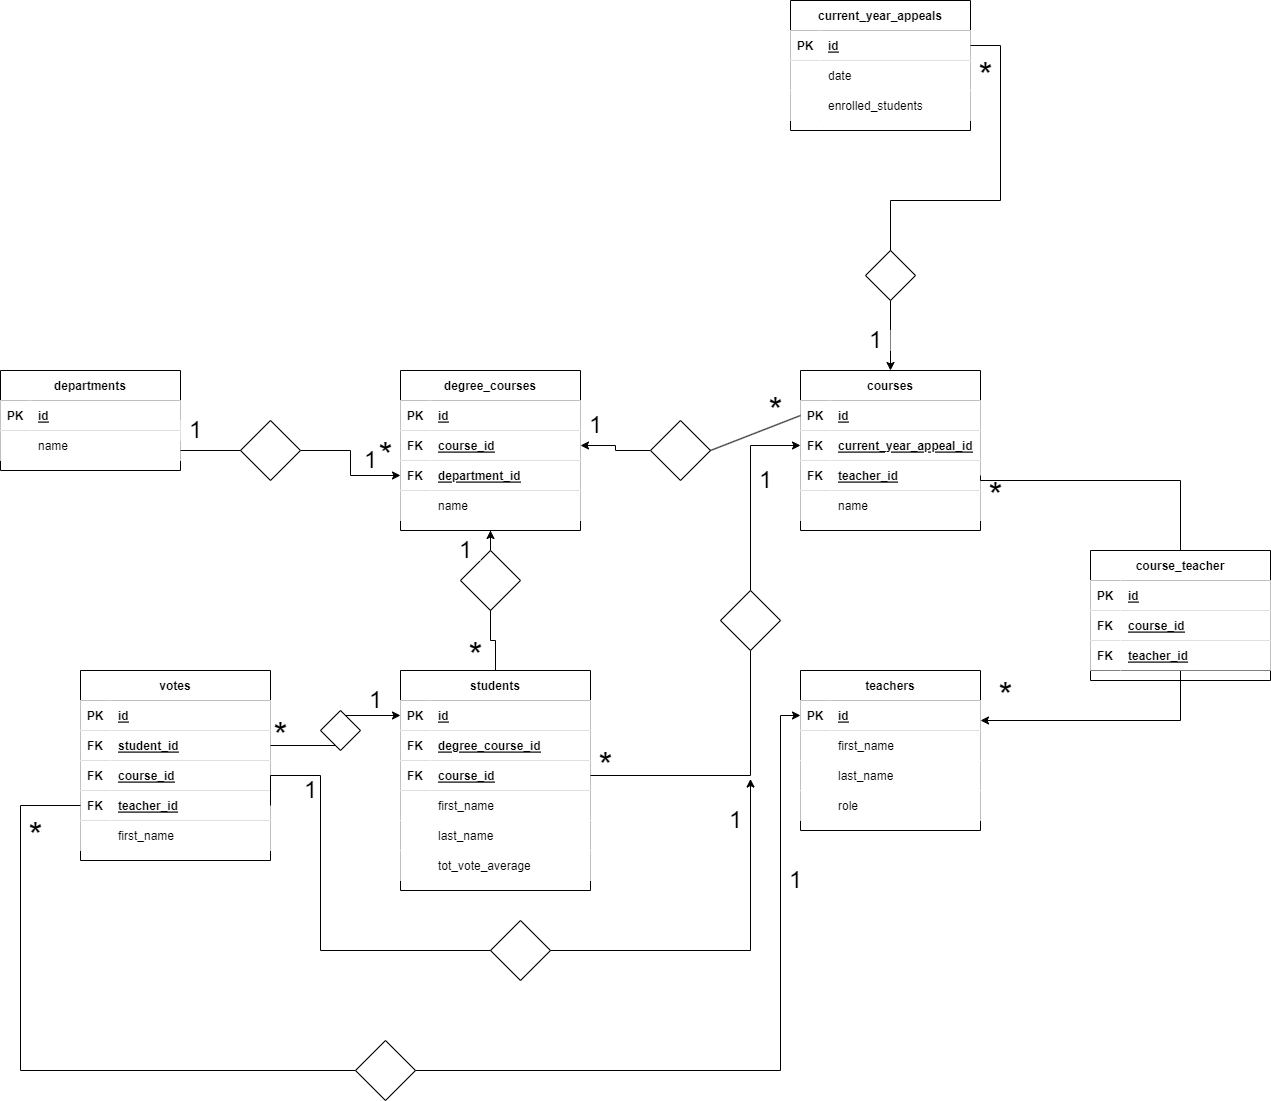 current_year_appeals
PK id
date
enrolled_students
*
1
departments
PK id
name
1
1 *
degree_courses
PK id
FK course_id
FK department_id
name
1
*
courses
PK id
FK current_year_appeal_id
FK teacher_id
name
1
*
course_teacher
PK id
FK course_id
FK teacher_id
1
*
votes
PK id
FK student_id
FK course_id
FK teacher_id
first_name
*
1
1
*
students
PK id
FK degree_course_id
FK course_id
first_name
last_name
tot_vote_average
*
1
teachers
PK id
first_name
last_name
role
*
1